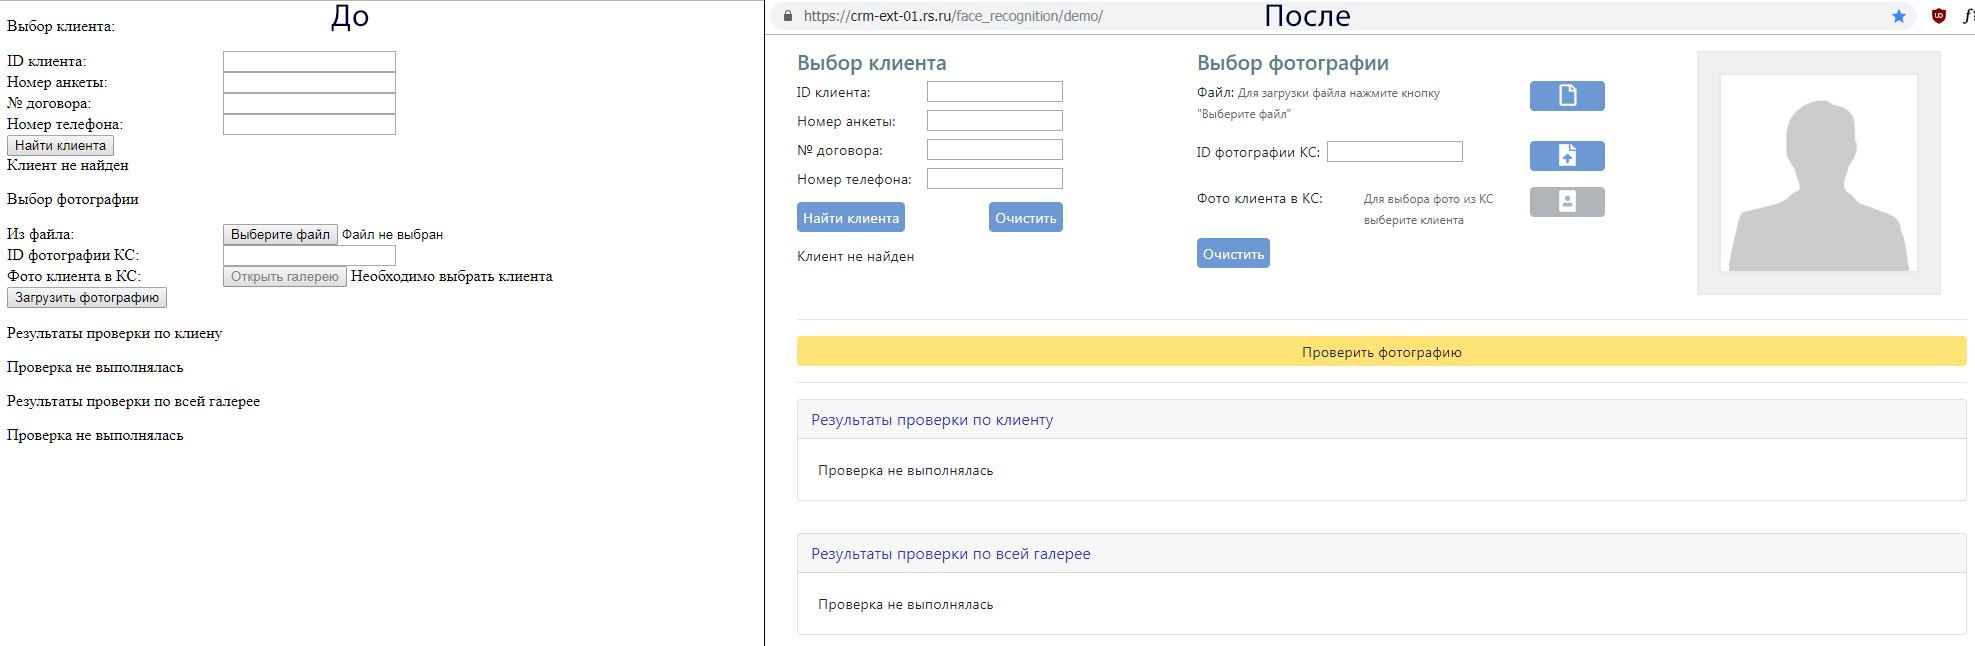 До
Выбор клиента:
ID клиента:
Номер анкеты:
№ договора:
Номер телефона:
Найти клиента
Клиент не найден
Выбор фотографии
Из файла: Выберите файл Файл не выбран
ID фотографии КС:
Фото клиента в КС: Открыть галерею Необходимо выбрать клиента
Загрузить фотографию
Результаты проверки по клиену
Проверка не выполнялась
Результаты проверки по всей галерее
Проверка не выполнялась
https://crm-ext-01.rs.ru/face_recognition/demo/
После
Выбор клиента
ID клиента:
Номер анкеты:
№ договора:
Номер телефона:
Найти клиента Очистить
Клиент не найден
Выбор фотографии
Файл: Для загрузки файла нажмите кнопку
"Выберите файл"
ID фотографии КС:
Фото клиента в КС: Для выбора фото из КС
выберите клиента
Очистить
Проверить фотографию
Результаты проверки по клиенту
Проверка не выполнялась
Результаты проверки по всей галерее
Проверка не выполнялась